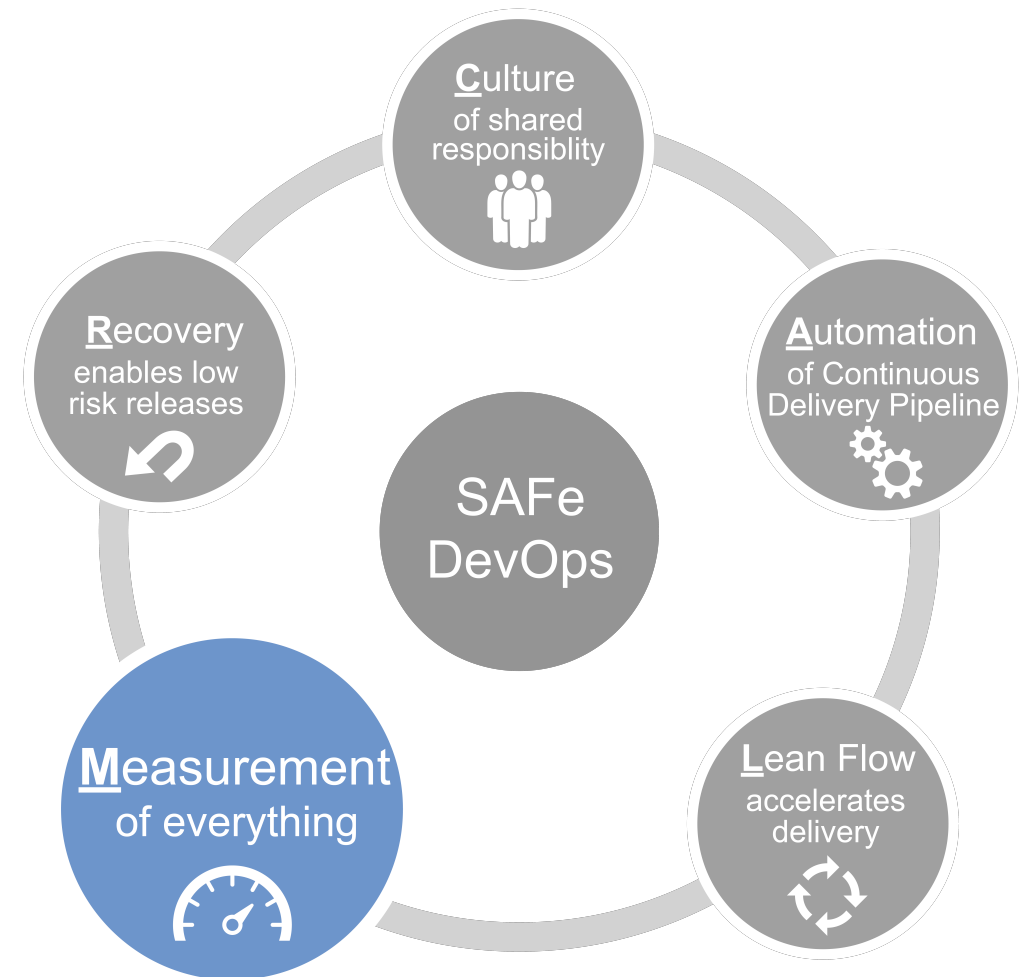 Culture
of shared
responsiblity
Automation
of Continuous
Delivery Pipeline
Lean Flow
accelerates
delivery
Measurement
of everything
Recovery
enables low
risk releases
SAFe
DevOps